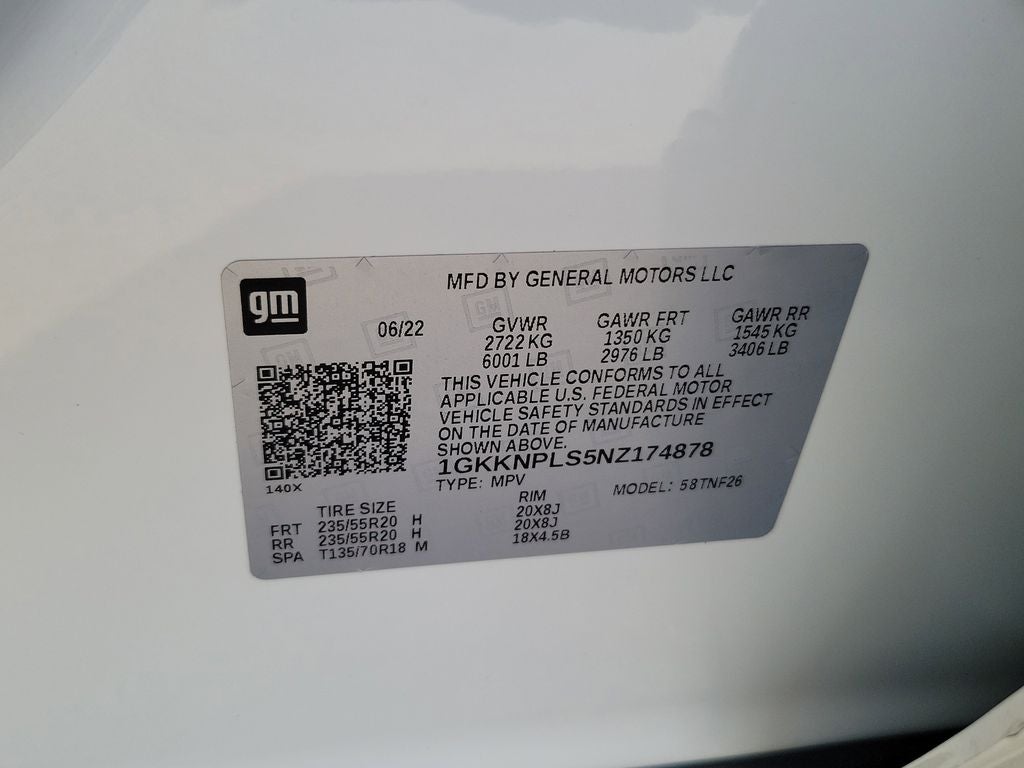 gm
MFD BY GENERAL MOTORS LLC
06/22 GVWR GAWR FRT GAWR RR
2722 KG 1350 KG 1545 KG
6001 LB 2976 LB 3406 LB
THIS VEHICLE CONFORMS TO ALL
APPLICABLE U.S. FEDERAL MOTOR
VEHICLE SAFETY STANDARDS IN EFFECT
ON THE DATE OF MANUFACTURE
SHOWN ABOVE.
1GKKNPLS5NZ174878
TYPE: MPV MODEL: 58TNF26
140X
TIRE SIZE RIM
FRT 235/55R20 H 20X8J
RR 235/55R20 H 20X8J
SPA T135/70R18 M 18X4.5B